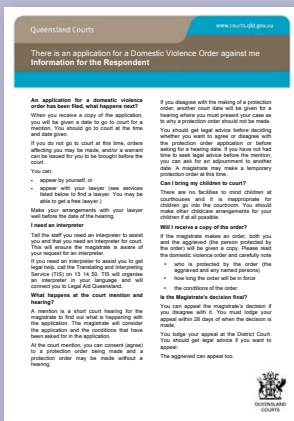 Queensland Courts
www.courts.qld.gov.au
There is an application for a Domestic Violence Order against me
Information for the Respondent
An application for a domestic violence
order has been filed, what happens next?
When you receive a copy of the application,
you will be given a date to go to court for a
mention. You should go to court at the time
and date given.
If you do not go to court at this time, orders
affecting you may be made, and/or a warrant
can be issued for you to be brought before the
court.
You can:
• appear by yourself, or
• appear with your lawyer (see services
listed below to find a lawyer. You may be
able to get a free lawyer.)
Make your arrangements with your lawyer
well before the date of the hearing.
I need an interpreter
Tell the staff you need an interpreter to assist
you and that you need an interpreter for court.
This will ensure the magistrate is aware of
your request for an interpreter.
If you need an interpreter to assist you to get
legal help, call the Translating and Interpreting
Service (TIS) on 13 14 50. TIS will organise
an interpreter in your language and will
connect you to Legal Aid Queensland.
What happens at the court mention and
hearing?
A mention is a short court hearing for the
magistrate to find out what is happening with
the application. The magistrate will consider
the application and the conditions that have
been asked for in the application.
At the court mention, you can consent (agree)
to a protection order being made and a
protection order may be made without a
hearing.
If you disagree with the making of a protection
order, another court date will be given for a
hearing where you must present your case as
to why a protection order should not be made.
You should get legal advice before deciding
whether you want to agree or disagree with
the protection order application or before
asking for a hearing date. If you have not had
time to seek legal advice before the mention,
you can ask for an adjournment to another
date. A magistrate may make a temporary
protection order at this time.
Can I bring my children to court?
There are no facilities to mind children at
courthouses and it is inappropriate for
children go into the courtroom. You should
make other childcare arrangements for your
children if at all possible.
Will I receive a copy of the order?
If the magistrate makes an order, both you
and the aggrieved (the person protected by
the order) will be given a copy. Please read
the domestic violence order and carefully note
• who is protected by the order (the
aggrieved and any named persons)
• how long the order will be in force
• the conditions of the order.
Is the Magistrate's decision final?
You can appeal the magistrate's decision if
you disagree with it. You must lodge your
appeal within 28 days of when the decision is
made.
You lodge your appeal at the District Court.
You should get legal advice if you want to
appeal.
The aggrieved can appeal too.
QUEENSLAND
COURTS